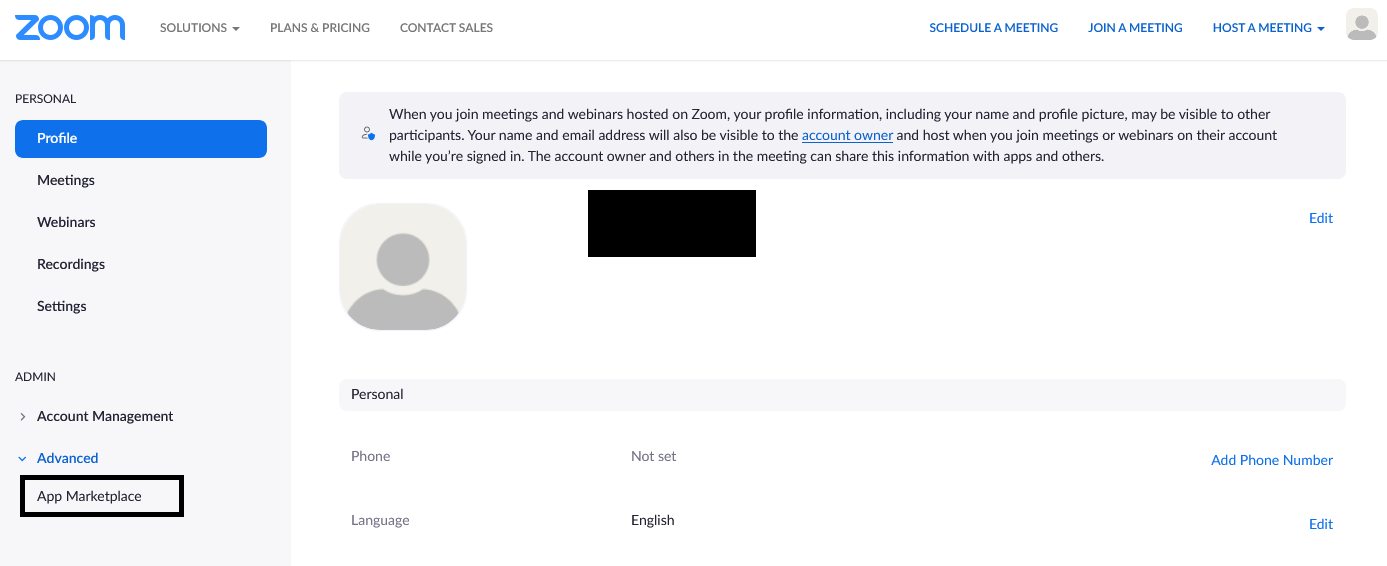 zoom SOLUTIONS PLANS & PRICING CONTACT SALES SCHEDULE A MEETING JOIN A MEETING HOST A MEETING
PERSONAL
Profile
Meetings
Webinars
Recordings
Settings
ADMIN
Account Management
Advanced
App Marketplace
When you join meetings and webinars hosted on Zoom, your profile information, including your name and profile picture, may be visible to other
participants. Your name and email address will also be visible to the account owner and host when you join meetings or webinars on their account
while you’re signed in. The account owner and others in the meeting can share this information with apps and others.
Edit
Personal
Phone Not set Add Phone Number
Language English Edit